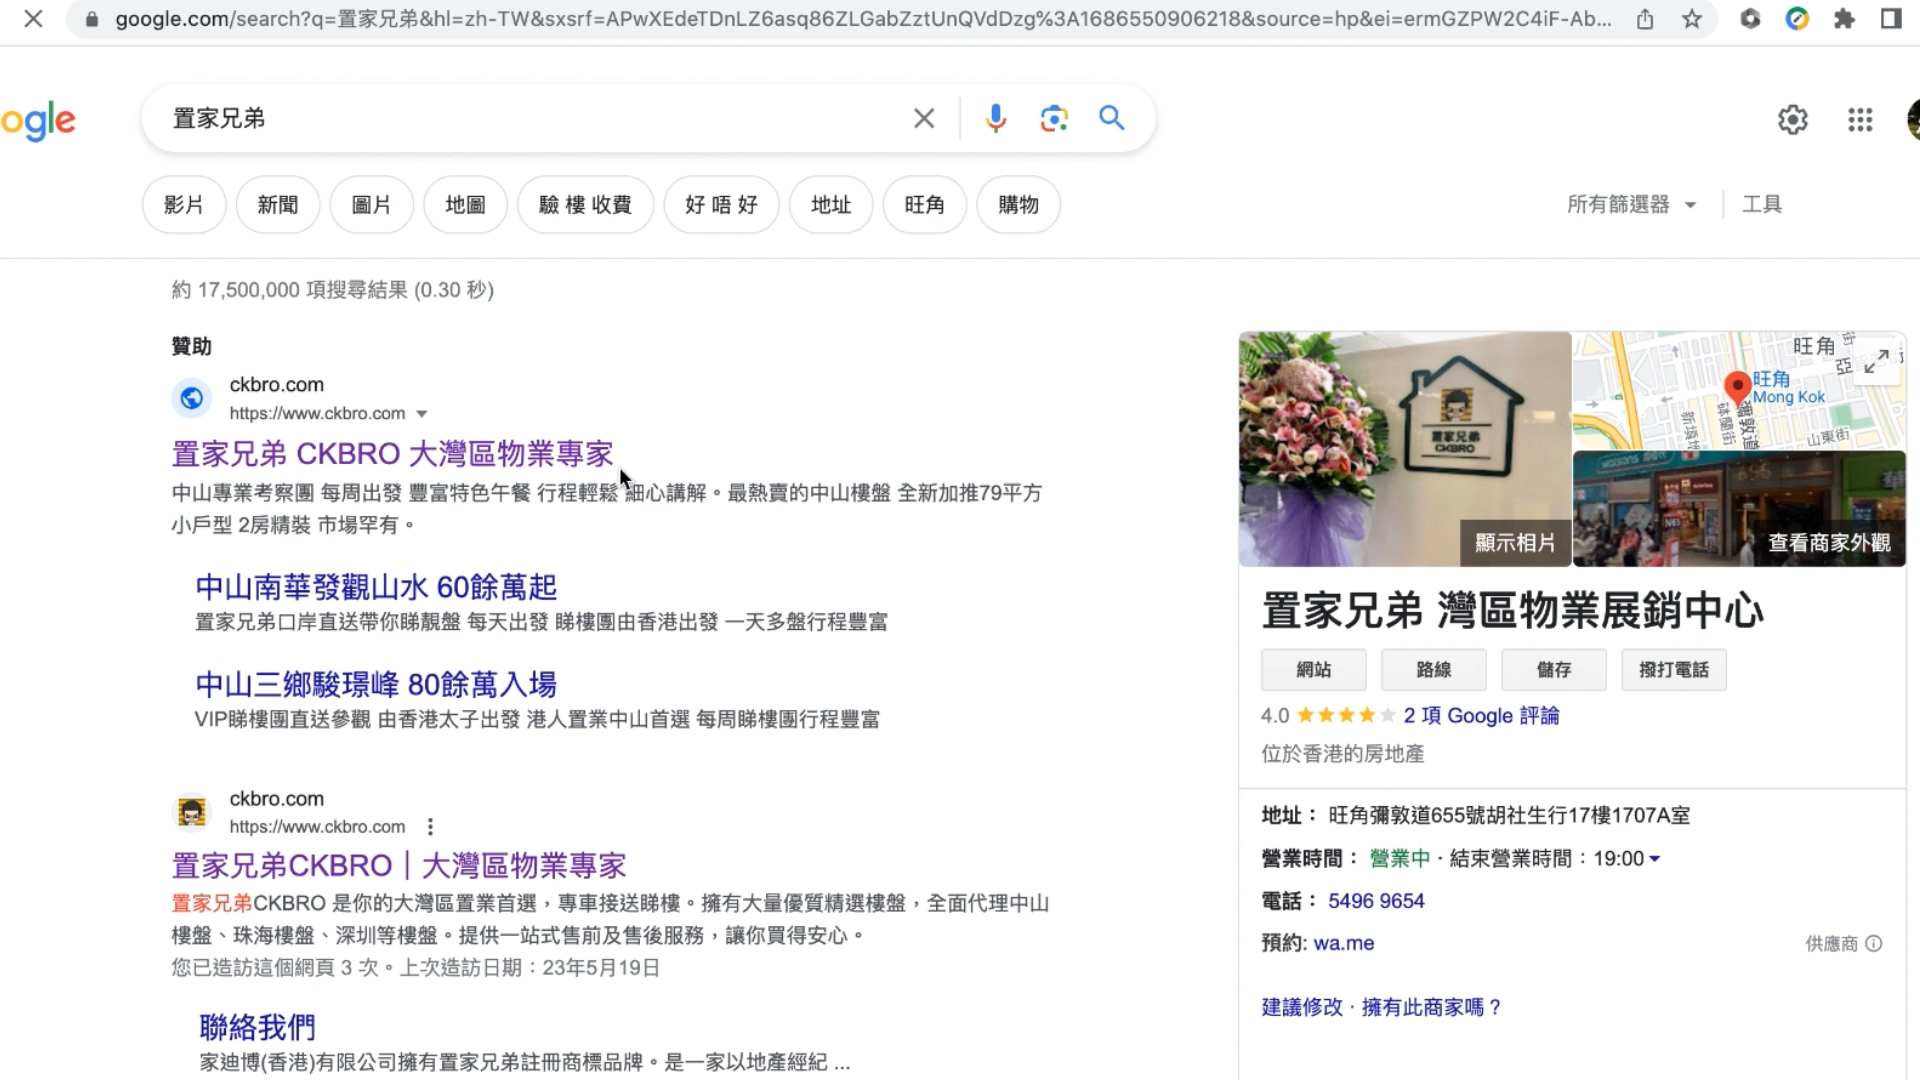 google.com/search?q=置家兄弟&hl=zh-TW&sxsrf=APwXEdeTDnLZ6asq86ZLGabZztUnQVdDzg%3A1686550906218&source=hp&ei=ermGZPW2C4iF-Ab...
ogle
置家兄弟
影片
新聞
圖片
地圖
驗 樓 收費
好 唔 好
地址
旺角
購物
所有篩選器
工具
約 17,500,000 項搜尋結果 (0.30 秒)
贊助
ckbro.com
https://www.ckbro.com
置家兄弟 CKBRO 大灣區物業專家
中山專業考察團 每周出發 豐富特色午餐 行程輕鬆 細心講解。最熱賣的中山樓盤 全新加推79平方
小戶型 2房精裝 市場罕有。
中山南華發觀山水 60餘萬起
置家兄弟口岸直送帶你睇靚盤 每天出發 睇樓團由香港出發 一天多盤行程豐富
中山三鄉駿璟峰 80餘萬入場
VIP睇樓團直送參觀 由香港太子出發 港人置業中山首選 每周睇樓團行程豐富
ckbro.com
https://www.ckbro.com
置家兄弟CKBRO｜大灣區物業專家
置家兄弟CKBRO 是你的大灣區置業首選，專車接送睇樓。擁有大量優質精選樓盤，全面代理中山
樓盤、珠海樓盤、深圳等樓盤。提供一站式售前及售後服務，讓你買得安心。
您已造訪這個網頁 3 次。上次造訪日期：23年5月19日
聯絡我們
家迪博(香港)有限公司擁有置家兄弟註冊商標品牌。是一家以地產經紀 ...
置家兄弟
CKBRO
顯示相片
旺角
旺角
Mong Kok
新填地
砵蘭街
彌敦道
山東街
查看商家外觀
置家兄弟 灣區物業展銷中心
網站
路線
儲存
撥打電話
4.0
2 項 Google 評論
位於香港的房地產
地址： 旺角彌敦道655號胡社生行17樓1707A室
營業時間： 營業中 · 結束營業時間：19:00
電話： 5496 9654
預約: wa.me
供應商
建議修改 · 擁有此商家嗎？